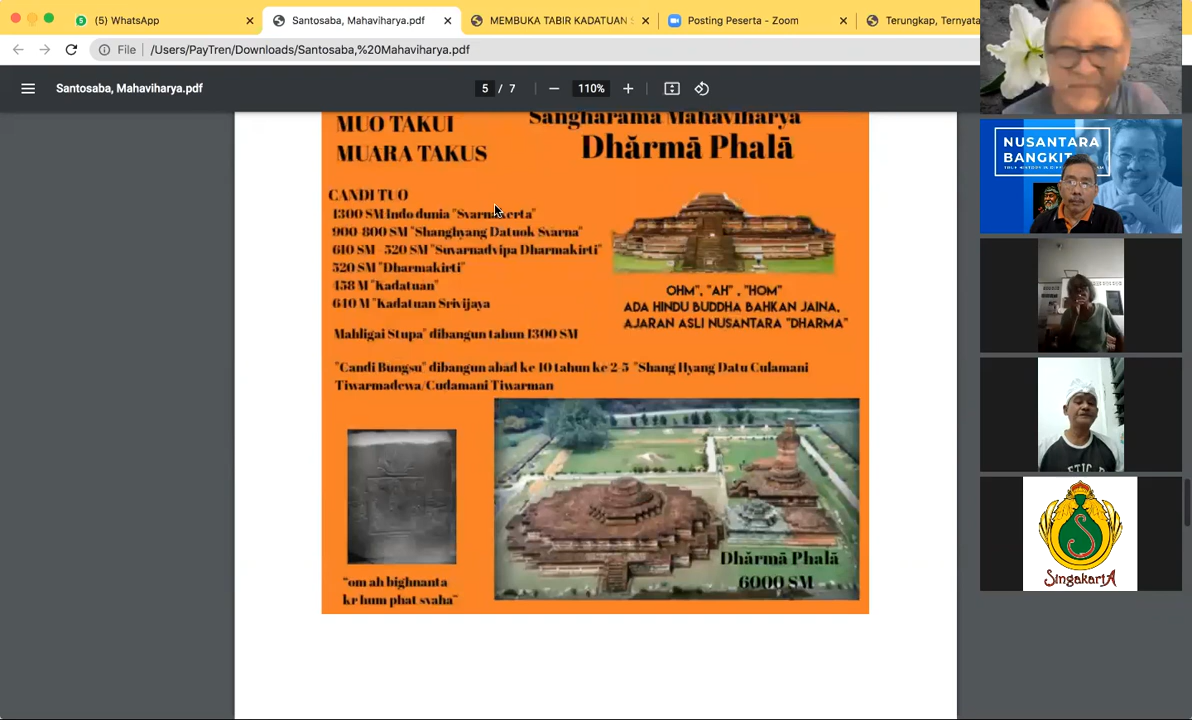 (5) WhatsApp
Santosaba, Mahaviharya.pdf
MEMBUKA TABIR KADATUAN
Posting Peserta - Zoom
Terungkap, Ternyata
File
/Users/PayTren/Downloads/Santosaba,%20Mahaviharya.pdf
Santosaba, Mahaviharya.pdf
5 / 7
110%
MUO TAKUI
MUARA TAKUS
Sangharama Mahaviharya
Dhărmā Phalā
CANDI TUO
1300 SM Indo dunia "Svarnakerta"
900-800 SM "Shanghyang Datuok Svarna"
610 SM - 520 SM "Suvarnadvipa Dharmakirti"
520 SM "Dharmakirti"
458 M "Kadatuan"
640 M "Kadatuan Srivijaya
Mahligai Stupa" dibangun tahun 1300 SM
OHM", "AH" , "HOM"
ADA HINDU BUDDHA BAHKAN JAINA,
AJARAN ASLI NUSANTARA "DHARMA"
"Candi Bungsu" dibangun abad ke 10 tahun ke 2-5 "Shang Hyang Datu Culamani
Tiwarmadewa/Cudamani Tiwarman
"om ah bighnanta
kr hum phat svaha"
Dhărmā Phalā
6000 SM
NUSANTARA
BANGKIT
SingakartA